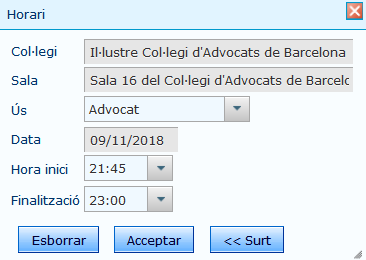 Horari
Col·legi Il·lustre Col·legi d'Advocats de Barcelona
Sala Sala 16 del Col·legi d'Advocats de Barcelo
Ús Advocat
Data 09/11/2018
Hora inici 21:45
Finalització 23:00
Esborrar Acceptar << Surt